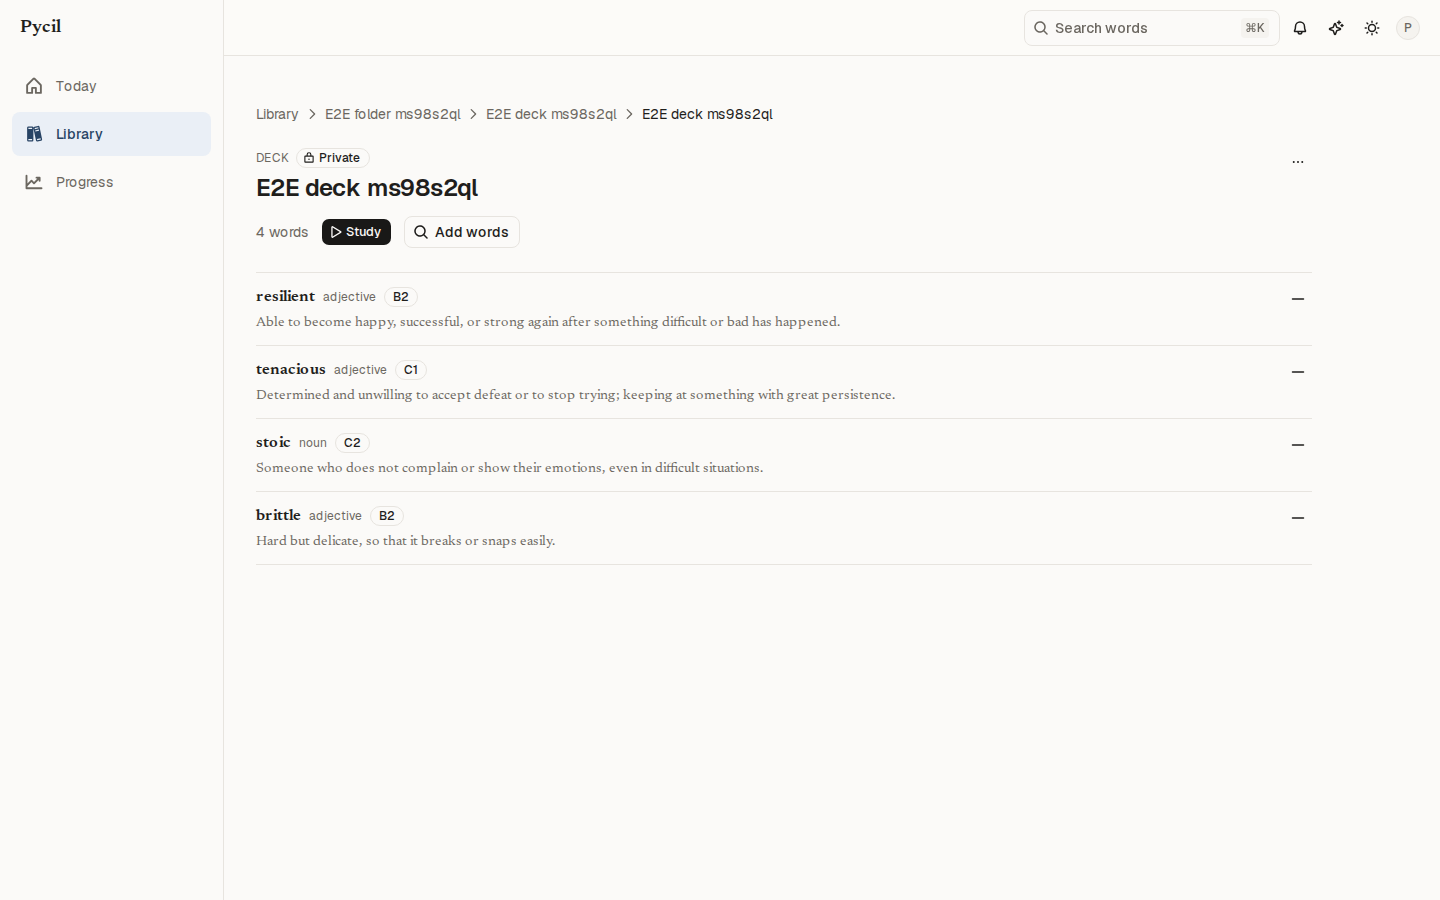 Pycil
Search words ⌘K
P
Today
Library
Progress
Library E2E folder ms98s2ql E2E deck ms98s2ql E2E deck ms98s2ql
DECK Private
E2E deck ms98s2ql
4 words Study Add words
resilient adjective B2
Able to become happy, successful, or strong again after something difficult or bad has happened.
tenacious adjective C1
Determined and unwilling to accept defeat or to stop trying; keeping at something with great persistence.
stoic noun C2
Someone who does not complain or show their emotions, even in difficult situations.
brittle adjective B2
Hard but delicate, so that it breaks or snaps easily.